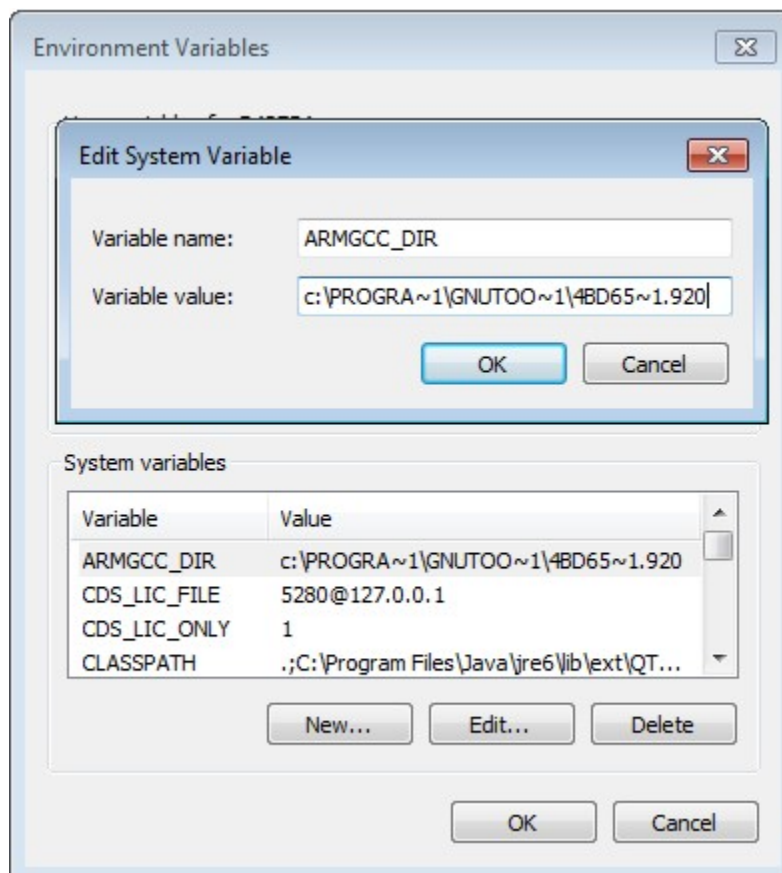 Environment Variables
Edit System Variable
Variable name: ARMGCC_DIR
Variable value: c:\PROGRA~1\GNUTOO~1\4BD65~1.920
OK Cancel
System variables
Variable Value
ARMGCC_DIR c:\PROGRA~1\GNUTOO~1\4BD65~1.920
CDS_LIC_FILE 5280@127.0.0.1
CDS_LIC_ONLY 1
CLASSPATH .;C:\Program Files\Java\jre6\lib\ext\QT...
New... Edit... Delete
OK Cancel